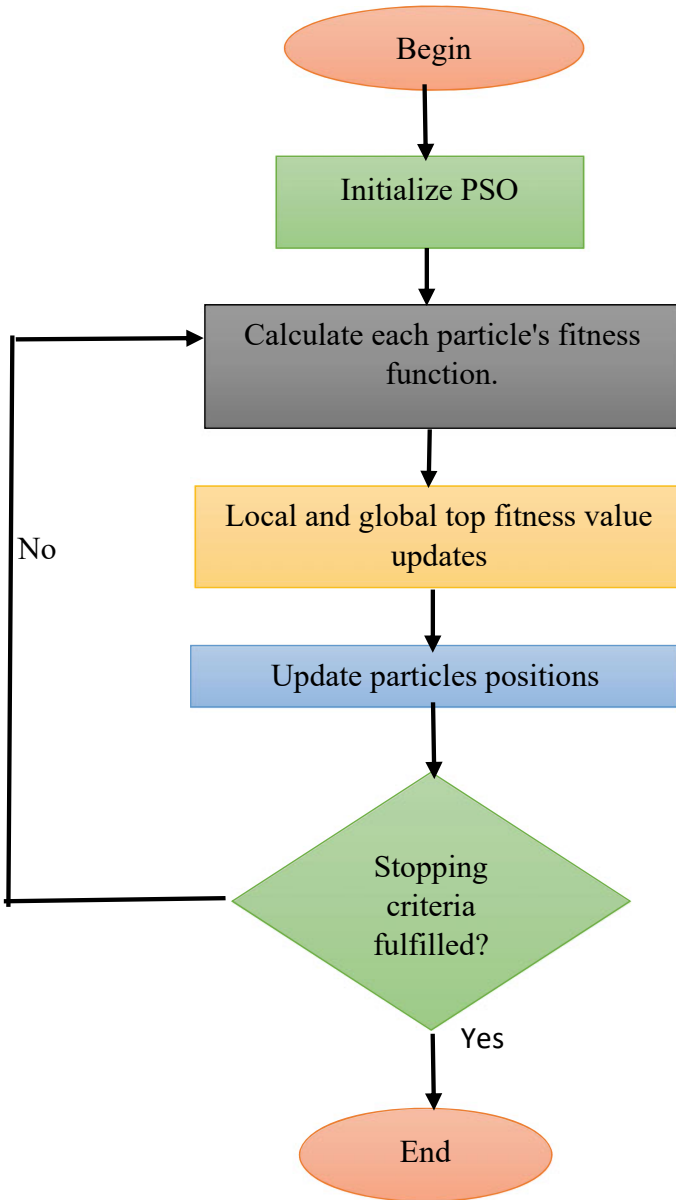 Begin
Initialize PSO
Calculate each particle's fitness
function.
Local and global top fitness value
updates
No
Update particles positions
Stopping
criteria
fulfilled?
Yes
End